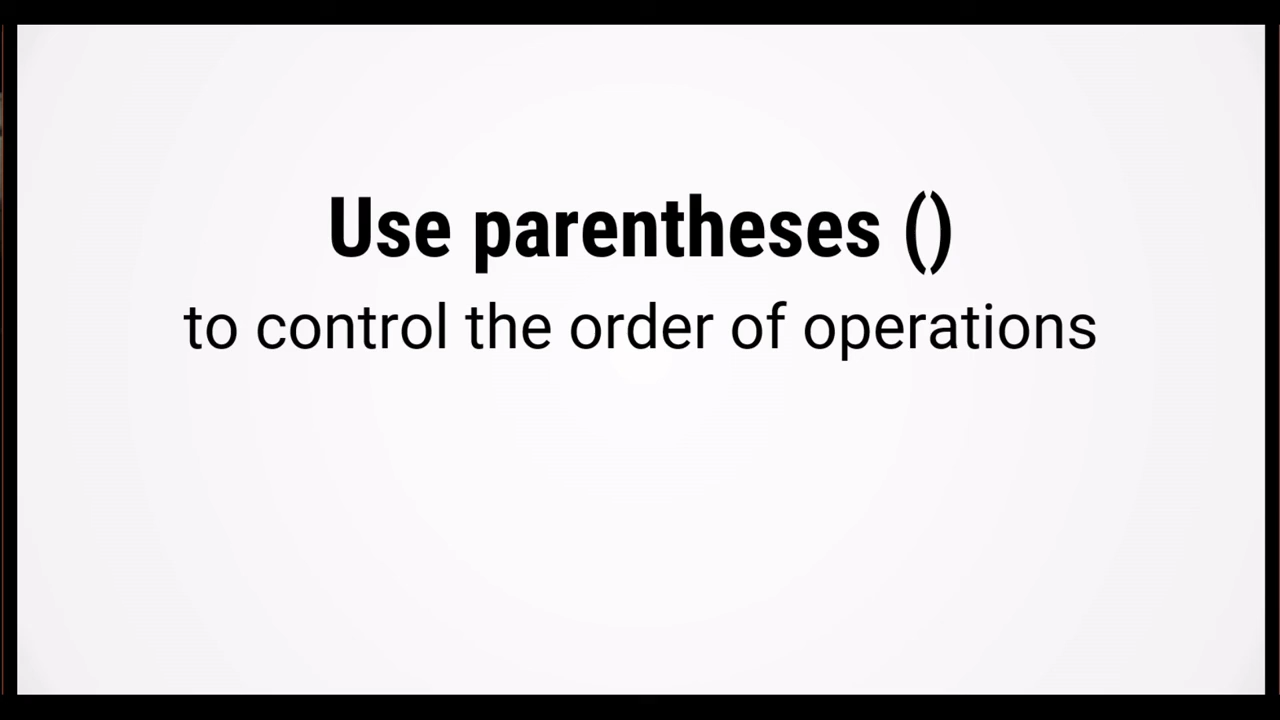 Use parentheses ()
to control the order of operations